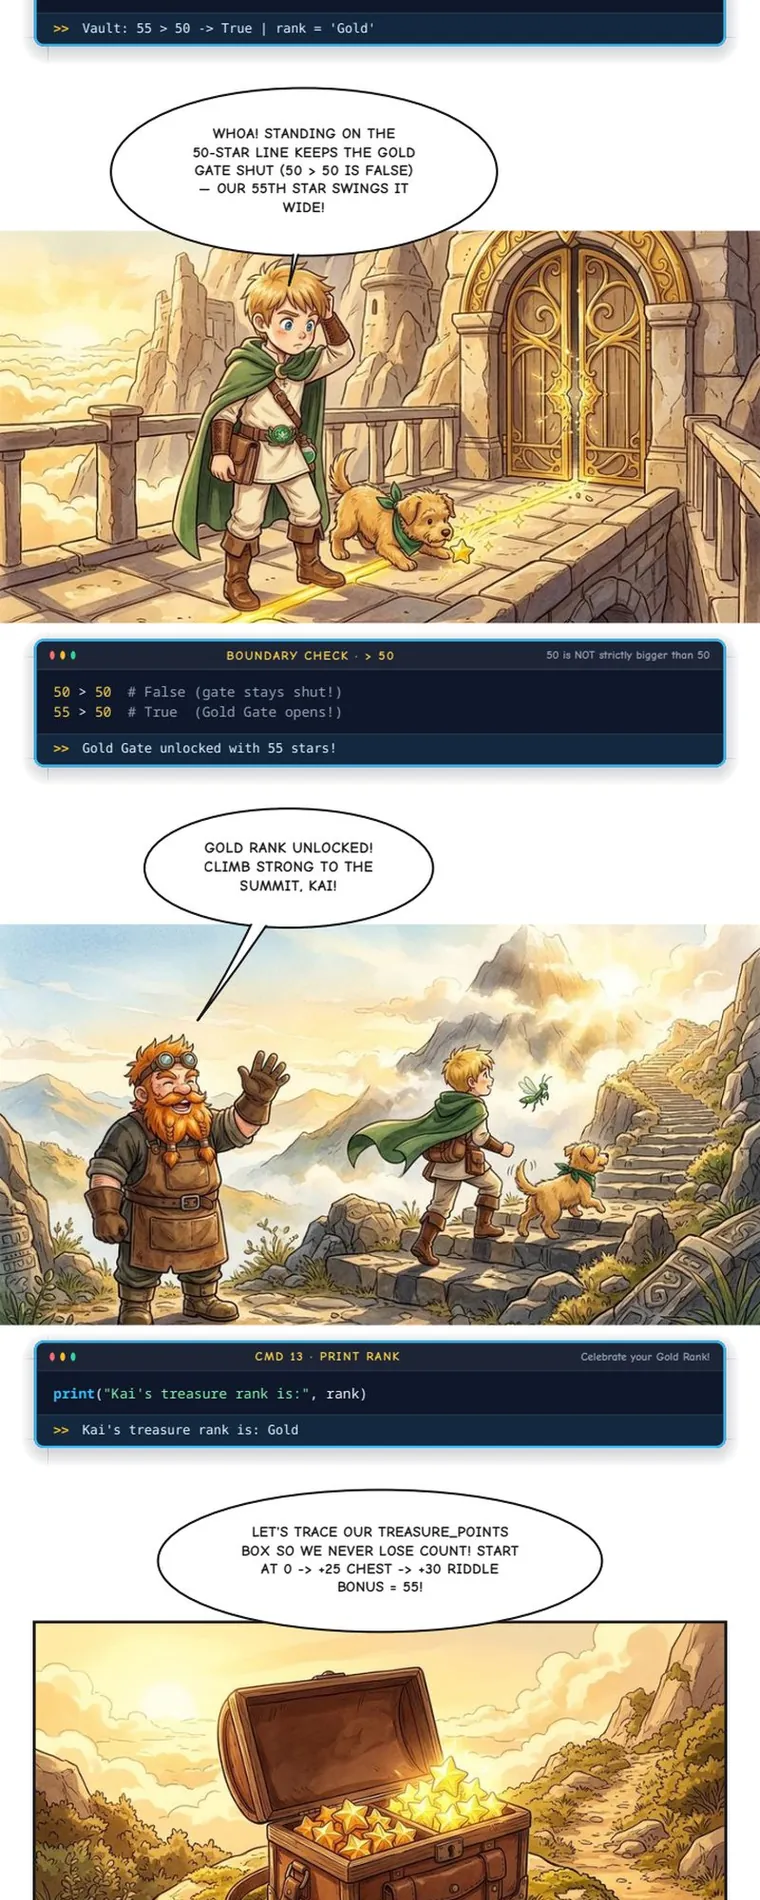 >> Vault: 55 > 50 -> True | rank = 'Gold'
WHOA! STANDING ON THE
50-STAR LINE KEEPS THE GOLD
GATE SHUT (50 > 50 IS FALSE)
— OUR 55TH STAR SWINGS IT
WIDE!
BOUNDARY CHECK · > 50
50 is NOT strictly bigger than 50
50 > 50  # False (gate stays shut!)
55 > 50  # True  (Gold Gate opens!)
>> Gold Gate unlocked with 55 stars!
GOLD RANK UNLOCKED!
CLIMB STRONG TO THE
SUMMIT, KAI!
CMD 13 · PRINT RANK
Celebrate your Gold Rank!
print("Kai's treasure rank is:", rank)
>> Kai's treasure rank is: Gold
LET'S TRACE OUR TREASURE_POINTS
BOX SO WE NEVER LOSE COUNT! START
AT 0 -> +25 CHEST -> +30 RIDDLE
BONUS = 55!